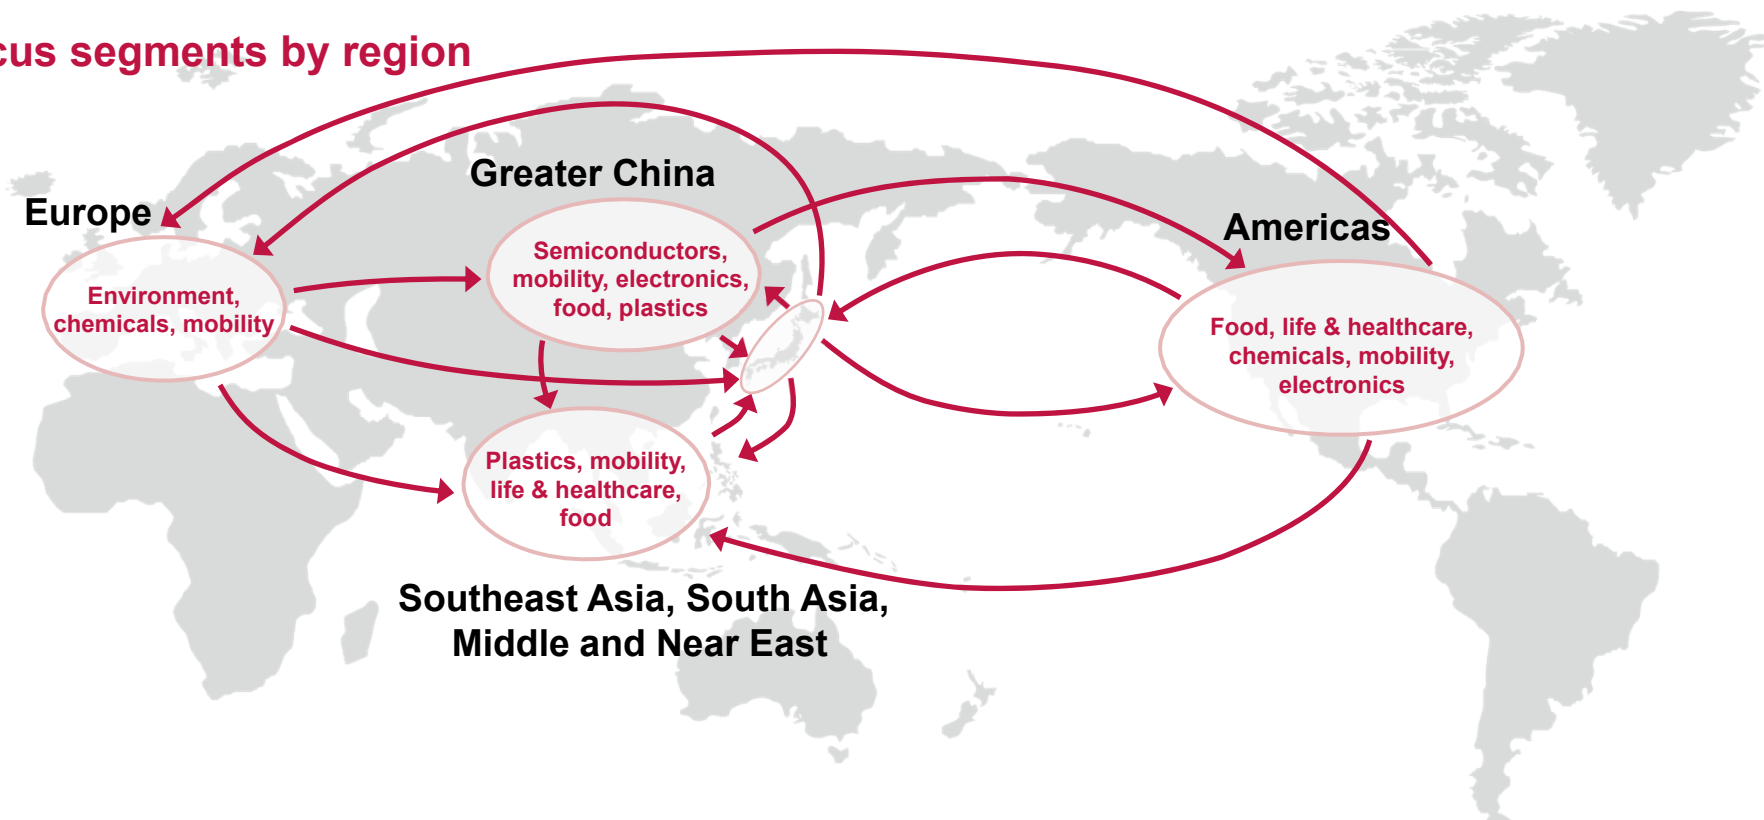 cus segments by region
Greater China
Europe
Americas
Semiconductors,
mobility, electronics,
food, plastics
Environment,
chemicals, mobility
Food, life & healthcare,
chemicals, mobility,
electronics
Plastics, mobility,
life & healthcare,
food
Southeast Asia, South Asia,
Middle and Near East